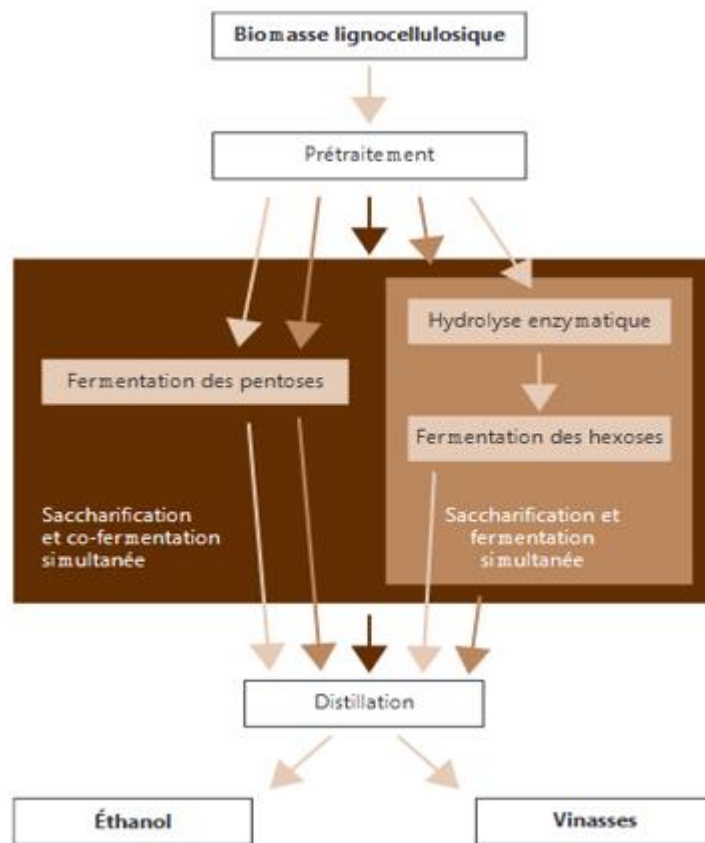 Biomasse lignocellulosique
Prétraitement
Hydrolyse enzymatique
Fermentation des pentoses
Fermentation des hexoses
Saccharification
et co-fermentation
simultanée
Saccharification et
fermentation
simultanée
Distillation
Éthanol
Vinasses